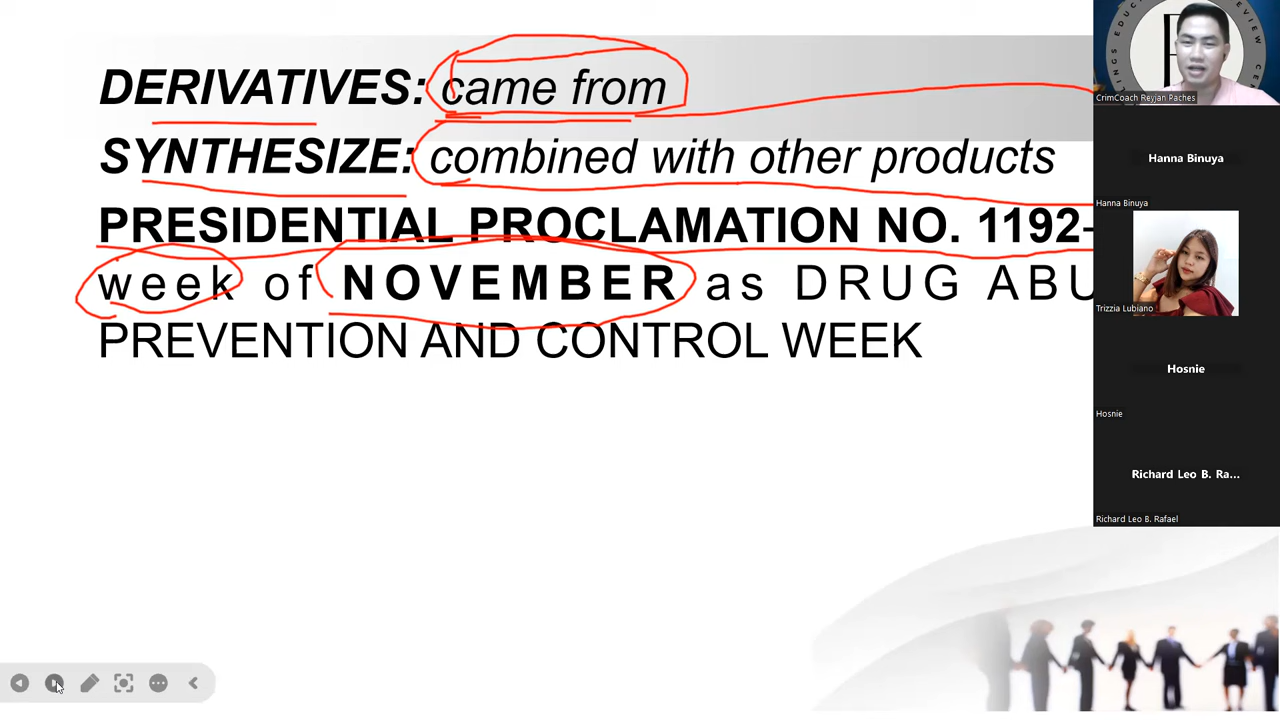 DERIVATIVES: came from
SYNTHESIZE: combined with other products
PRESIDENTIAL PROCLAMATION NO. 1192-
week of NOVEMBER as DRUG ABU
PREVENTION AND CONTROL WEEK
CrimCoach Reyjan Paches
Hanna Binuya
Hanna Binuya
Trizzia Lubiano
Hosnie
Hosnie
Richard Leo B. Ra...
Richard Leo B. Rafael